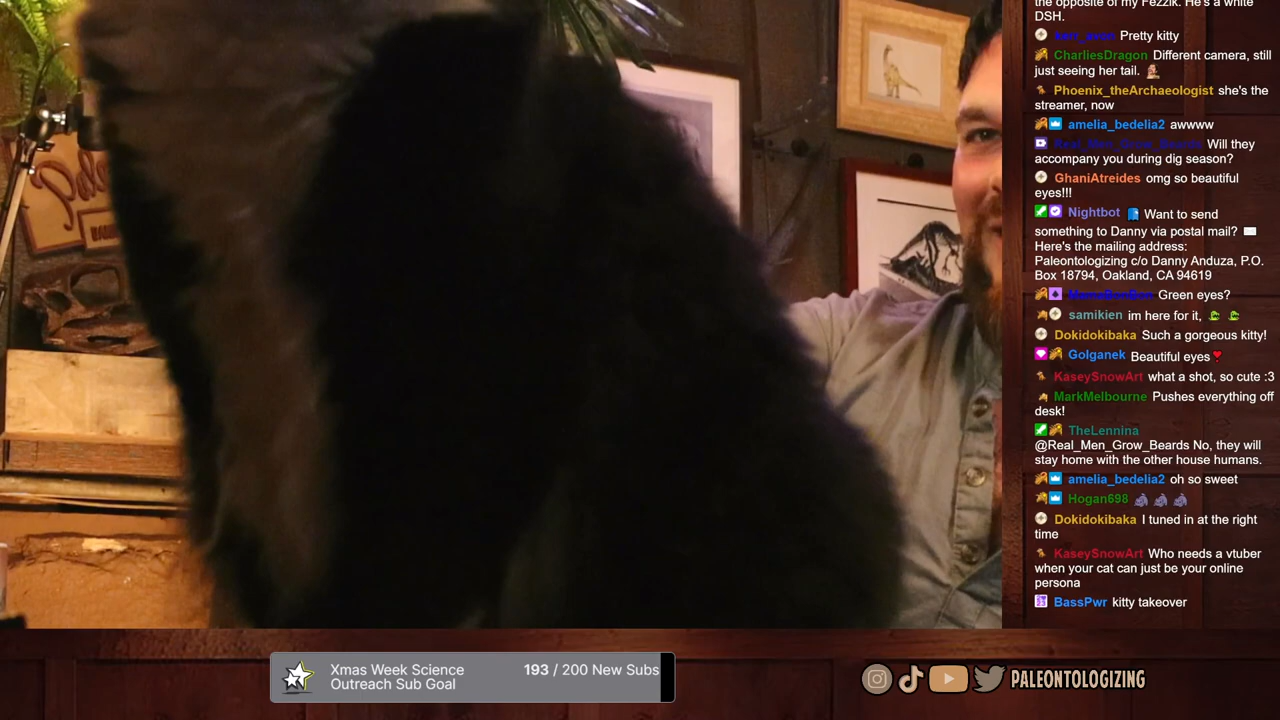 the opposite of my Fezzik. He's a white
DSH.
Pretty kitty
CharliesDragon Different camera, still
just seeing her tail.
Phoenix_theArchaeologist she's the
streamer, now
amelia_bedelia2 awwww
Real_Men_Grow_Beards Will they
accompany you during dig season?
GhaniAtreides omg so beautiful
eyes!!!
Nightbot Want to send
something to Danny via postal mail?
Here's the mailing address:
Paleontologizing c/o Danny Anduza, P.O.
Box 18794, Oakland, CA 94619
Green eyes?
samikien im here for it,
Dokidokibaka Such a gorgeous kitty!
Golganek Beautiful eyes
KaseySnowArt what a shot, so cute :3
MarkMelbourne Pushes everything off
desk!
TheLennina
@Real_Men_Grow_Beards No, they will
stay home with the other house humans.
amelia_bedelia2 oh so sweet
Hogan698
Dokidokibaka I tuned in at the right
time
KaseySnowArt Who needs a vtuber
when your cat can just be your online
persona
BassPwr kitty takeover
Xmas Week Science 193 / 200 New Subs
Outreach Sub Goal
PALEONTOLOGIZING